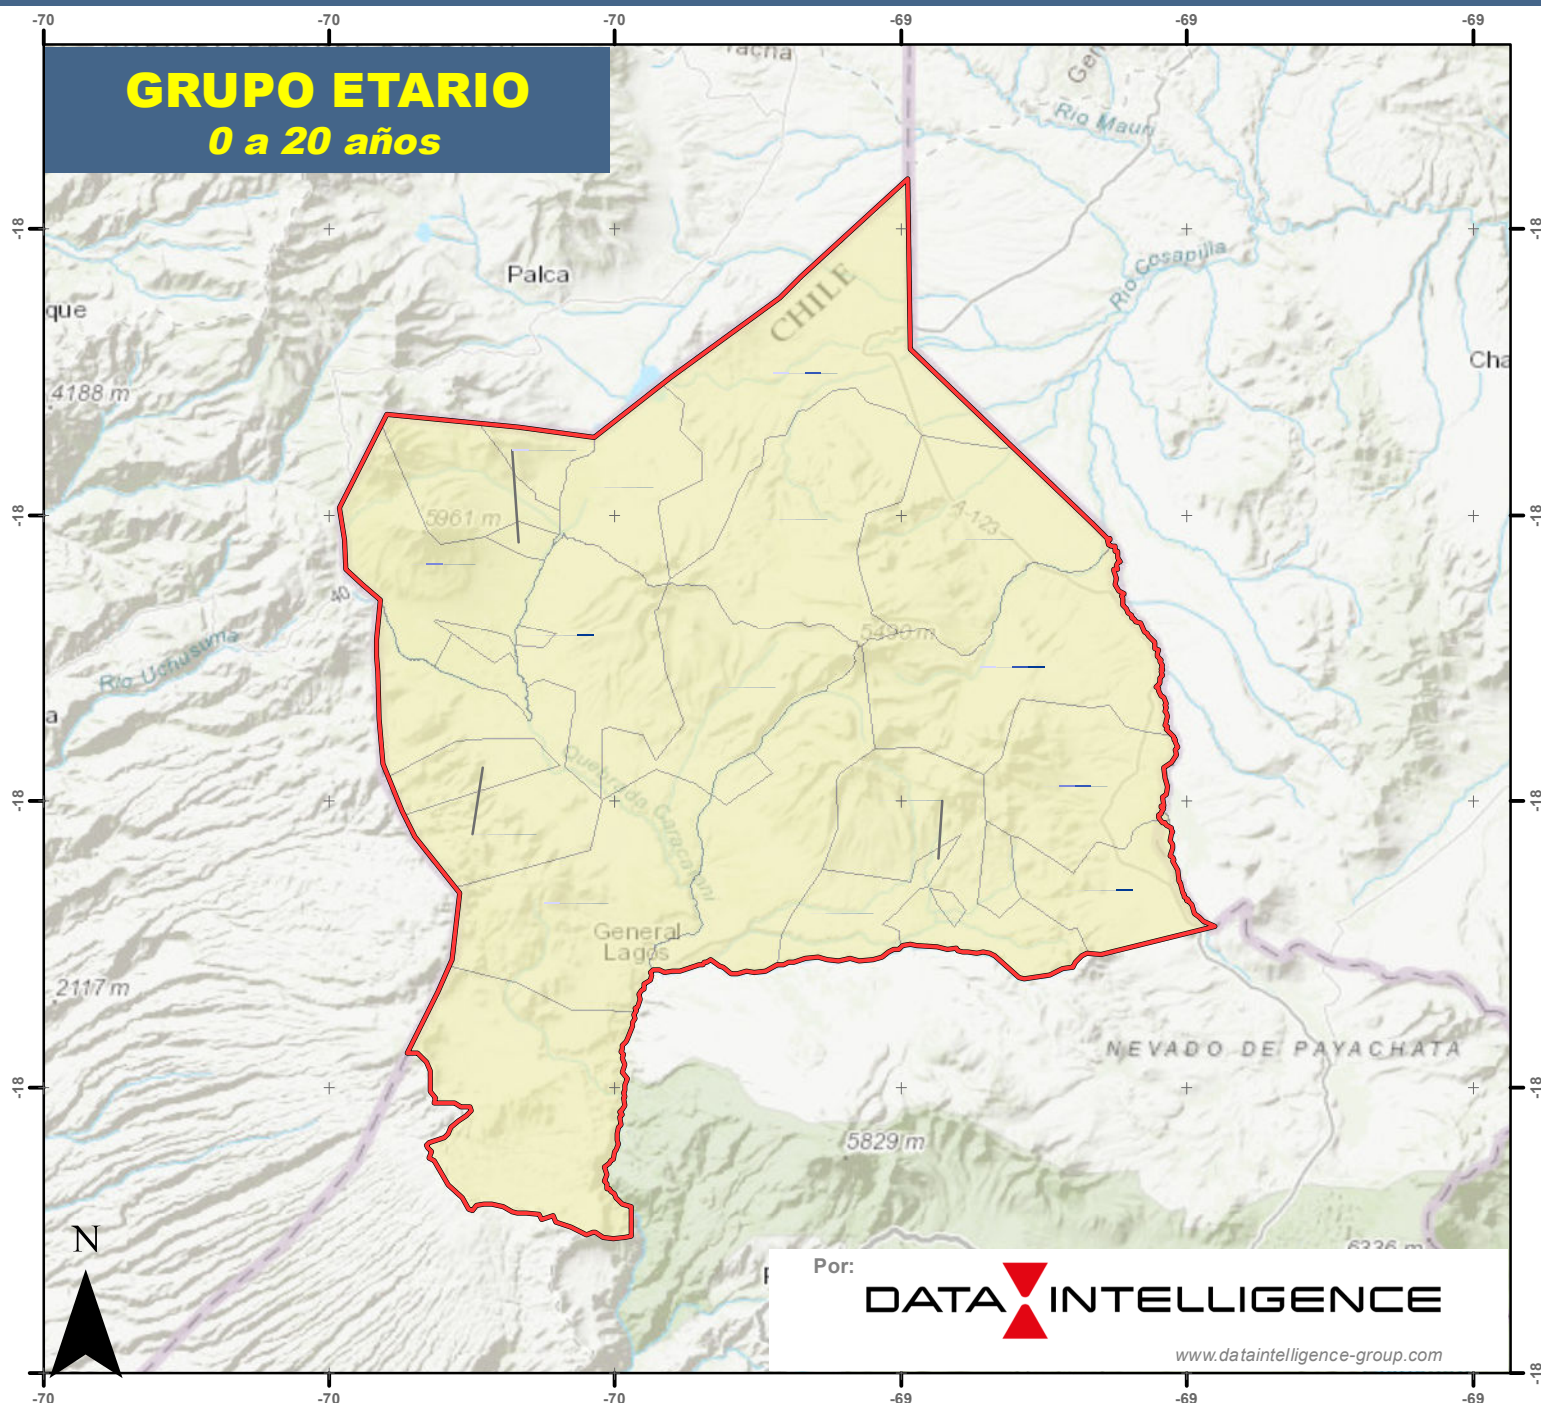 -70 -70 -70 -69 -69 -69
GRUPO ETARIO
0 a 20 años
Río Mauri
-18 -18
Río Cosapilla
Palca
CHILE
que
Cha
4188 m
5961 m
A-123
-18 -18
40
5490 m
Río Uchusuma
a
Quebrada Caracarani
-18 -18
General
Lagos
2117 m
NEVADO DE PAYACHATA
-18 -18
5829 m
N
6336 m
Por:
DATA INTELLIGENCE
www.dataintelligence-group.com
-70 -70 -70 -69 -69 -69